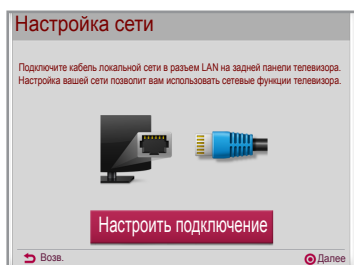 Настройка сети
Подключите кабель локальной сети в разъем LAN на задней панели телевизора.
Настройка вашей сети позволит вам использовать сетевые функции телевизора.
Настроить подключение
Возв.
Далее